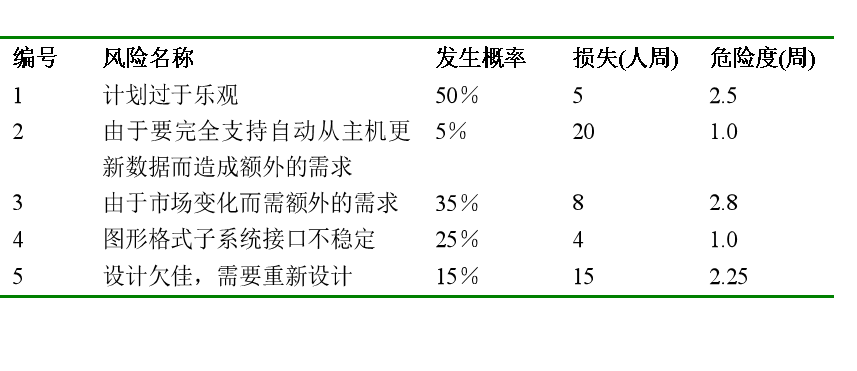 编号 风险名称 发生概率 损失(人周) 危险度(周)
1 计划过于乐观 50% 5 2.5
2 由于要完全支持自动从主机更 5% 20 1.0
新数据而造成额外的需求
3 由于市场变化而需额外的需求 35% 8 2.8
4 图形格式子系统接口不稳定 25% 4 1.0
5 设计欠佳，需要重新设计 15% 15 2.25